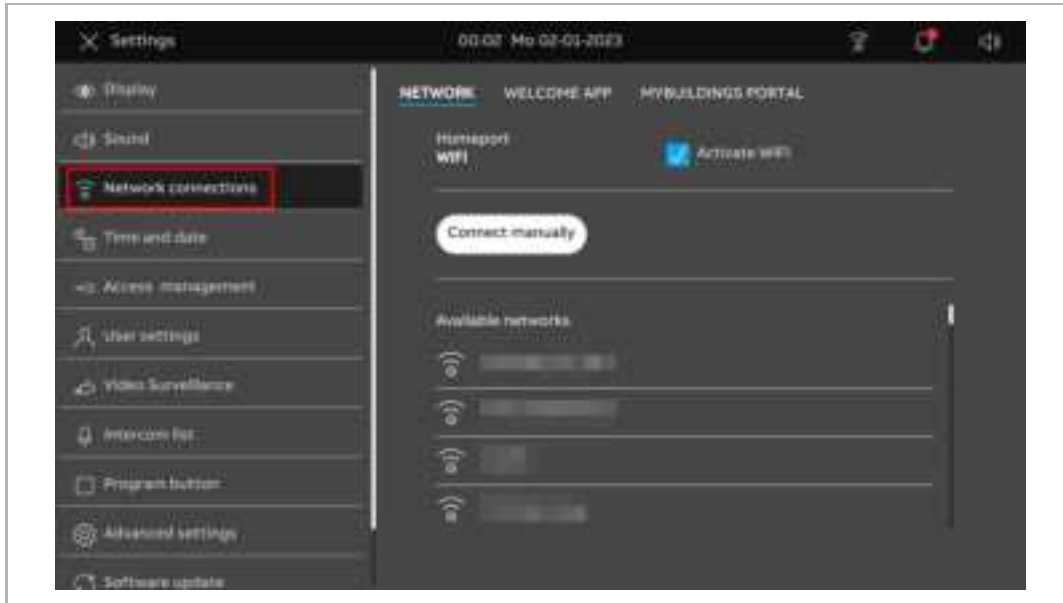 Settings
00:02 Mo 02-01-2023
Display
Sound
Network connections
Time and date
Access management
User settings
Video Surveillance
Intercom list
Program button
Advanced settings
Software update
NETWORK WELCOME APP MYBUILDINGS PORTAL
Homeport
WIFI
Activate WIFI
Connect manually
Available networks